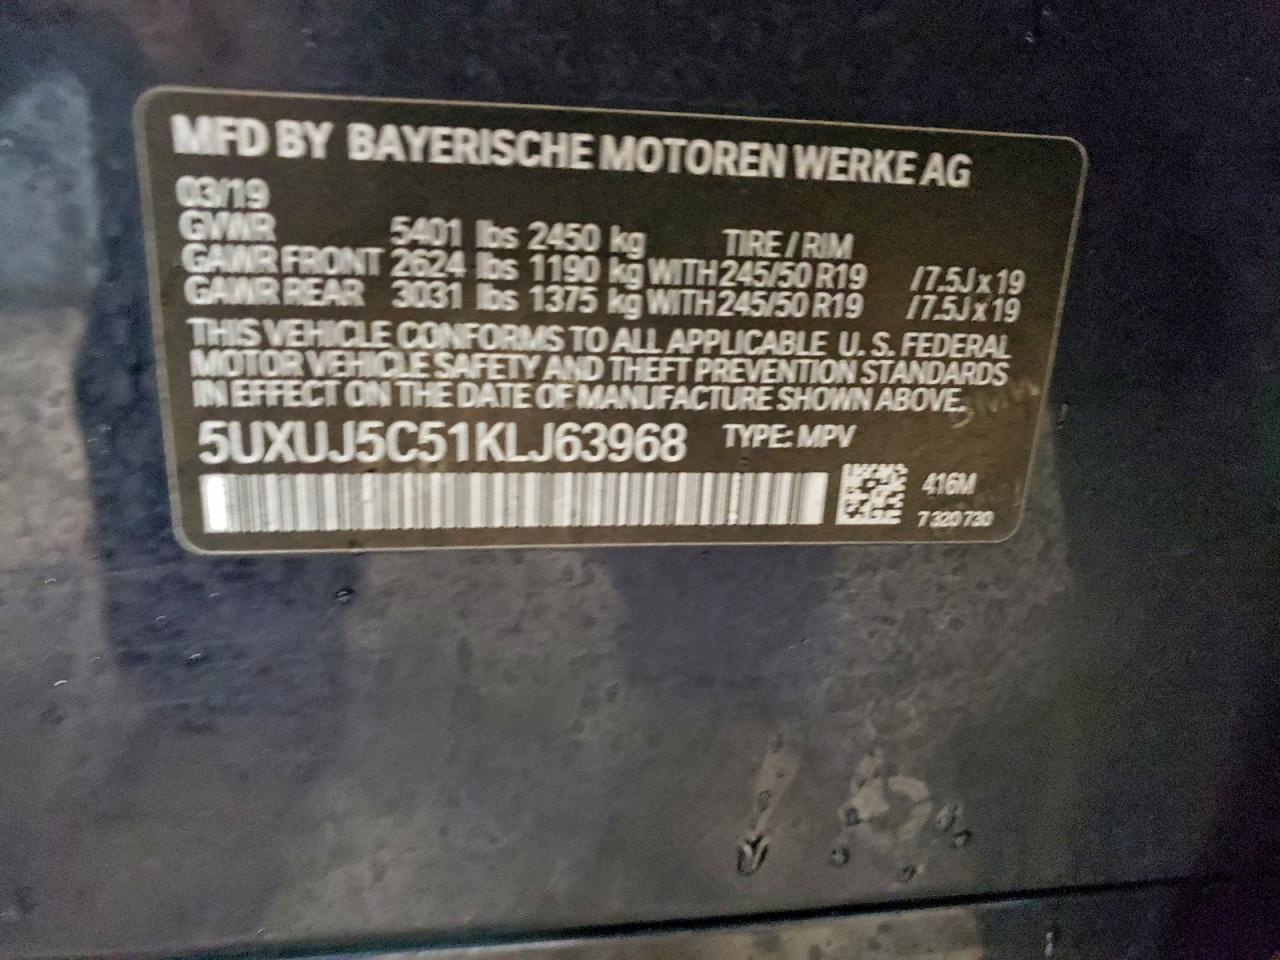 MFD BY BAYERISCHE MOTOREN WERKE AG
03/19
GVWR 5401 lbs 2450 kg TIRE / RIM
GAWR FRONT 2624 lbs 1190 kg WITH 245/50 R19 /7.5J x 19
GAWR REAR 3031 lbs 1375 kg WITH 245/50 R19 /7.5J x 19
THIS VEHICLE CONFORMS TO ALL APPLICABLE U. S. FEDERAL
MOTOR VEHICLE SAFETY AND THEFT PREVENTION STANDARDS
IN EFFECT ON THE DATE OF MANUFACTURE SHOWN ABOVE.
5UXUJ5C51KLJ63968 TYPE: MPV
416M
7 320 730